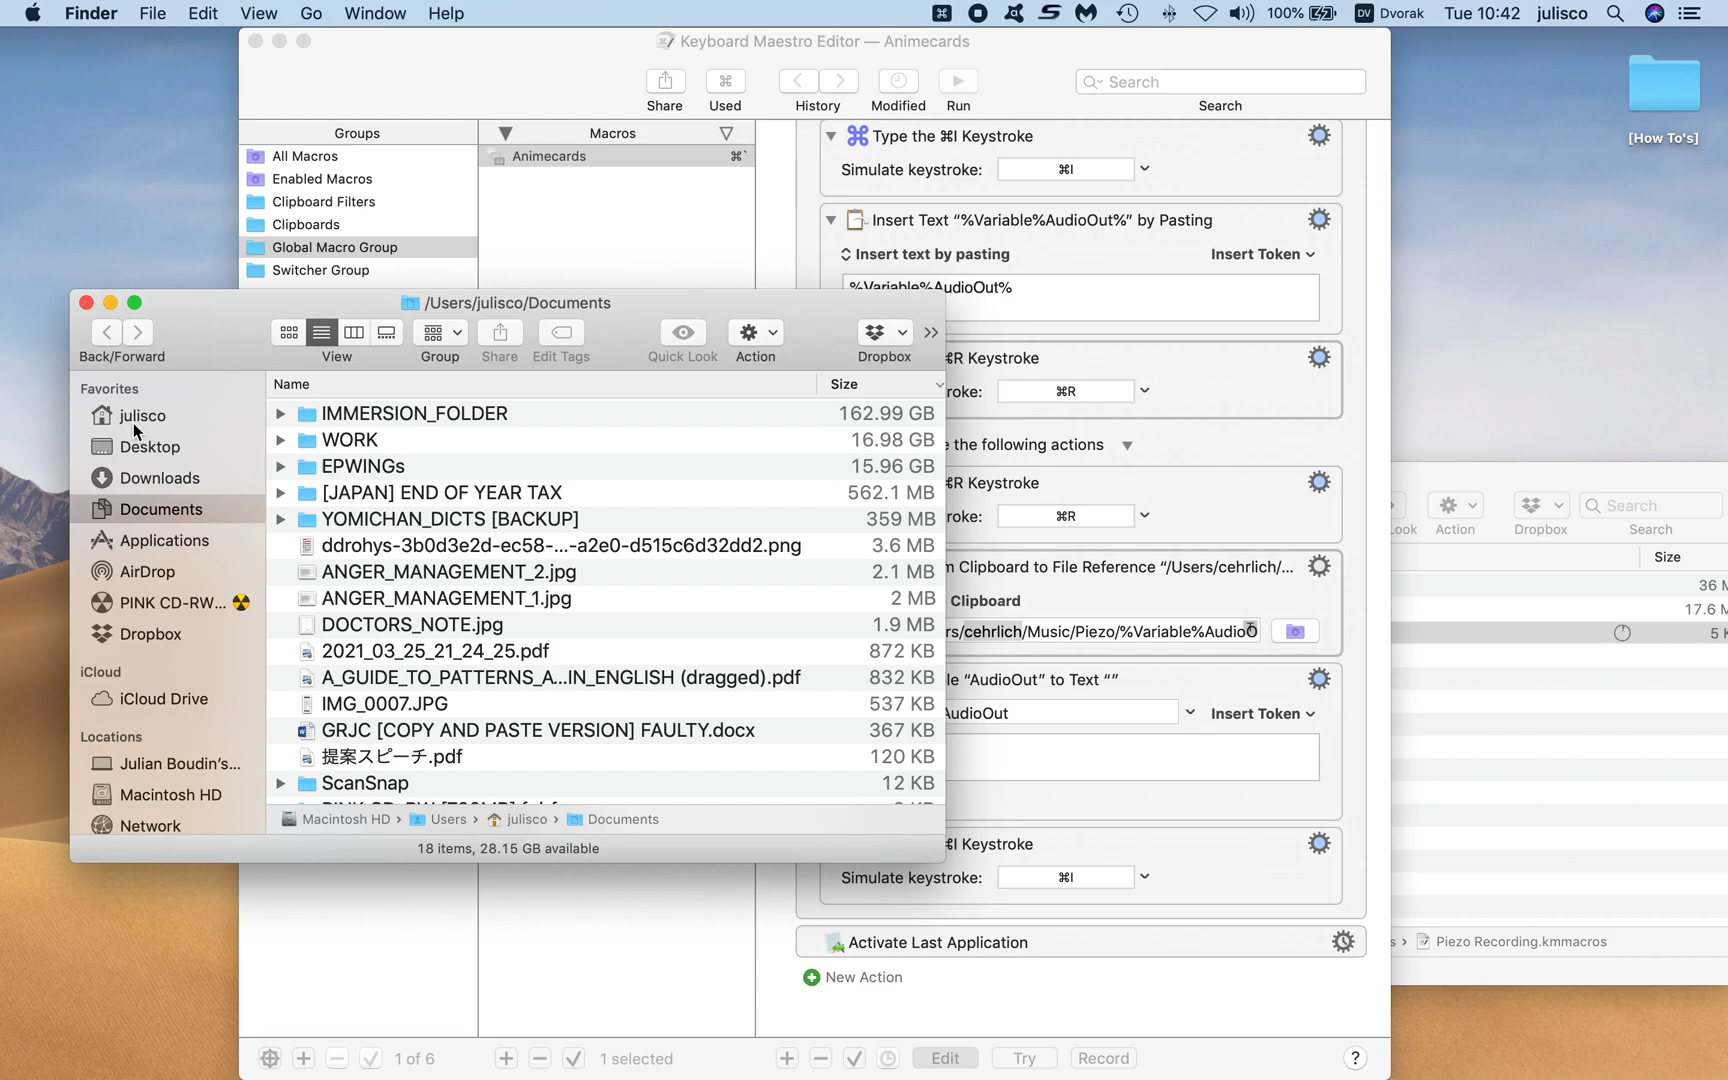 Finder File Edit View Go Window Help 100% DV Dvorak Tue 10:42 julisco
Keyboard Maestro Editor — Animecards
Share Used History Modified Run Search
Search
Groups Macros
All Macros Animecards ⌘`
Enabled Macros
Clipboard Filters
Clipboards
Global Macro Group
Switcher Group
Type the ⌘I Keystroke
Simulate keystroke: ⌘I
Insert Text “%Variable%AudioOut%” by Pasting
Insert text by pasting Insert Token
%Variable%AudioOut%
⌘R Keystroke
roke: ⌘R
the following actions
⌘R Keystroke
roke: ⌘R
m Clipboard to File Reference “/Users/cehrlich/...
Clipboard
rs/cehrlich/Music/Piezo/%Variable%AudioO
le “AudioOut” to Text “”
AudioOut Insert Token
⌘I Keystroke
Simulate keystroke: ⌘I
Activate Last Application
New Action
1 of 6 1 selected Edit Try Record ?
/Users/julisco/Documents
Back/Forward View Group Share Edit Tags Quick Look Action Dropbox
Favorites
julisco
Desktop
Downloads
Documents
Applications
AirDrop
PINK CD-RW...
Dropbox
iCloud
iCloud Drive
Locations
Julian Boudin’s...
Macintosh HD
Network
Name Size
IMMERSION_FOLDER 162.99 GB
WORK 16.98 GB
EPWINGs 15.96 GB
[JAPAN] END OF YEAR TAX 562.1 MB
YOMICHAN_DICTS [BACKUP] 359 MB
ddrohys-3b0d3e2d-ec58-...-a2e0-d515c6d32dd2.png 3.6 MB
ANGER_MANAGEMENT_2.jpg 2.1 MB
ANGER_MANAGEMENT_1.jpg 2 MB
DOCTORS_NOTE.jpg 1.9 MB
2021_03_25_21_24_25.pdf 872 KB
A_GUIDE_TO_PATTERNS_A...IN_ENGLISH (dragged).pdf 832 KB
IMG_0007.JPG 537 KB
GRJC [COPY AND PASTE VERSION] FAULTY.docx 367 KB
提案スピーチ.pdf 120 KB
ScanSnap 12 KB
Macintosh HD › Users › julisco › Documents
18 items, 28.15 GB available
[How To's]
Search
Look Action Dropbox Search
Size
36 M
17.6 M
5 K
s › Piezo Recording.kmmacros